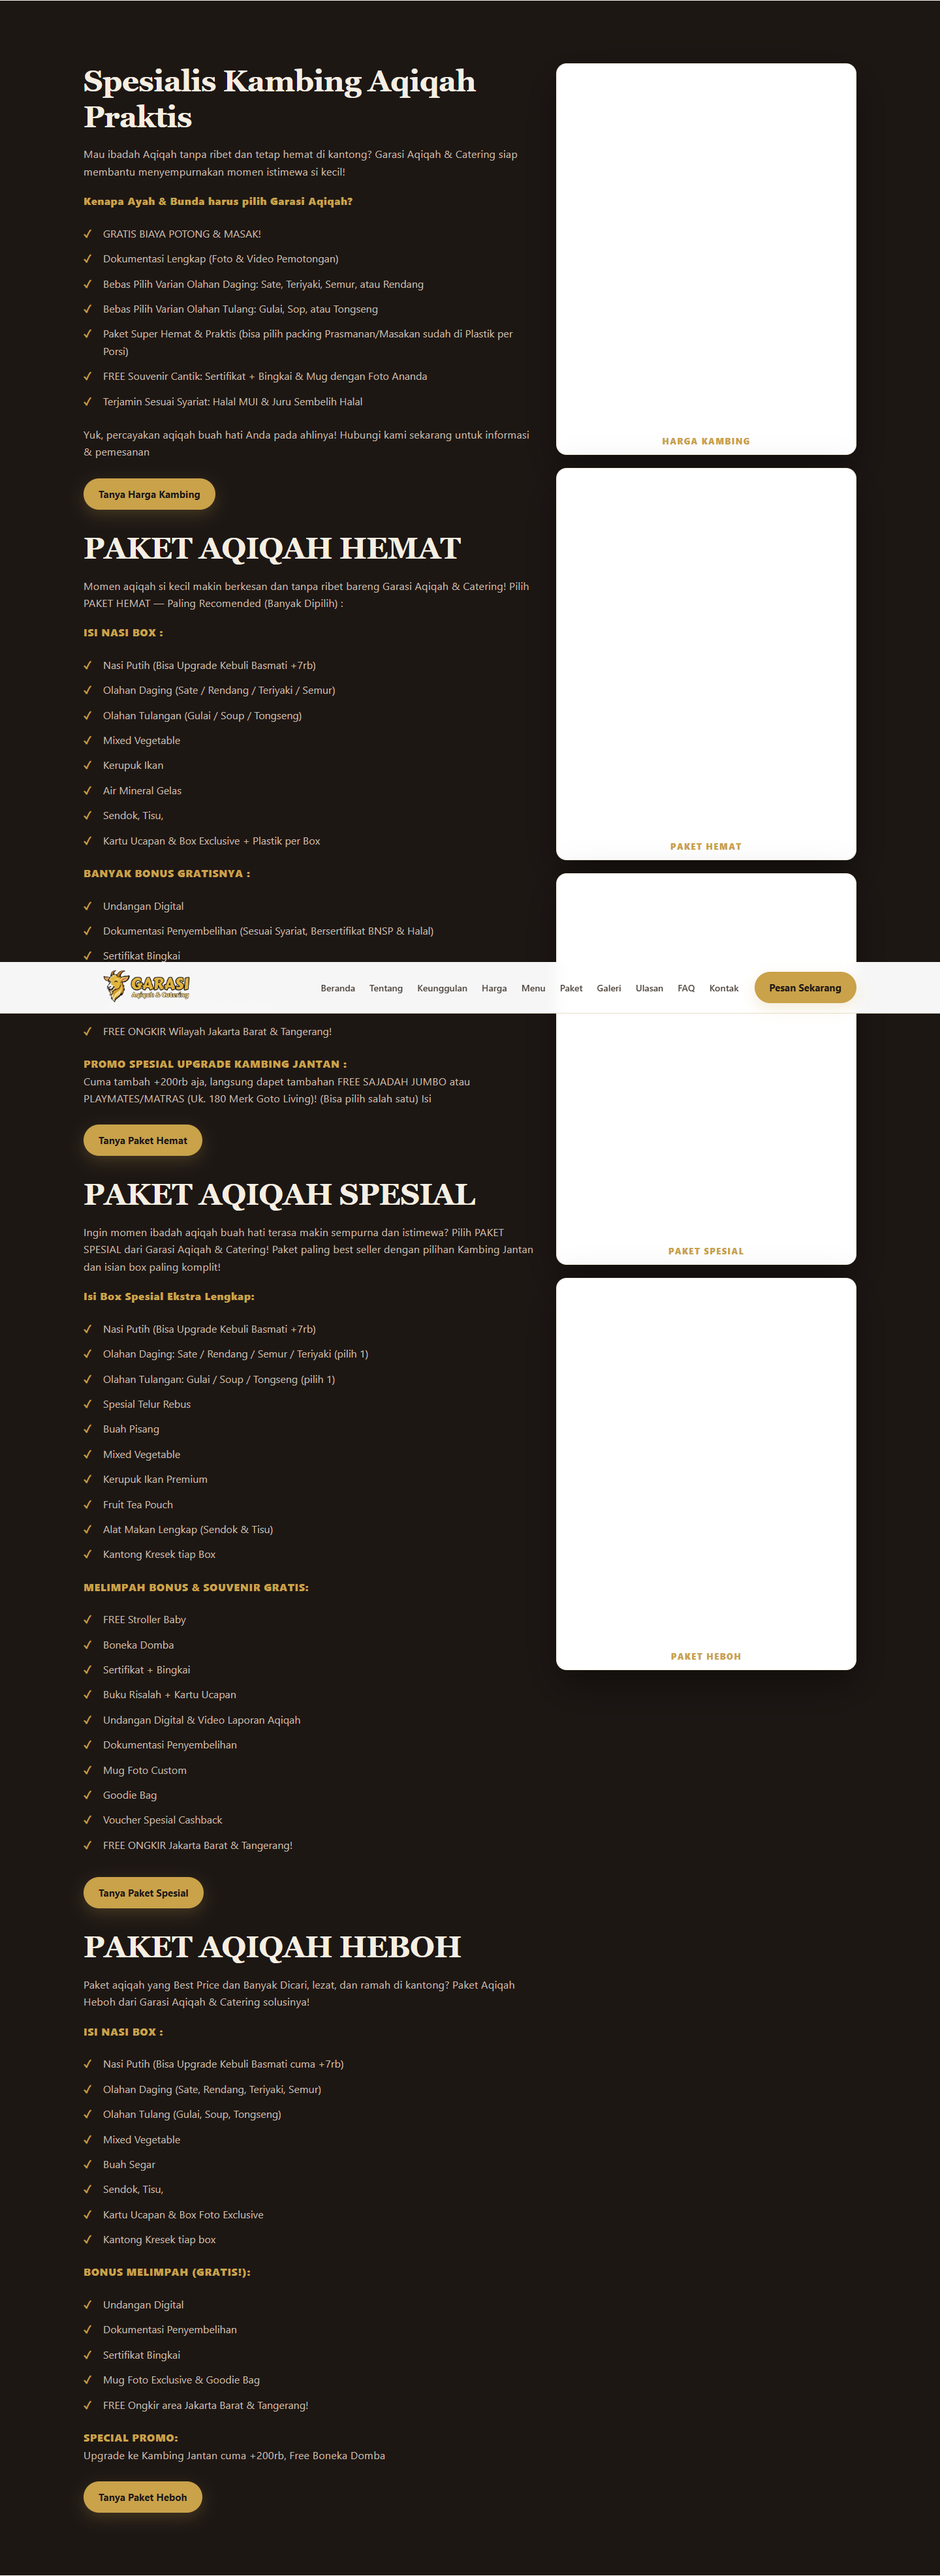 Spesialis Kambing Aqiqah
Praktis
Mau ibadah Aqiqah tanpa ribet dan tetap hemat di kantong? Garasi Aqiqah & Catering siap
membantu menyempurnakan momen istimewa si kecil!
Kenapa Ayah & Bunda harus pilih Garasi Aqiqah?
✓ GRATIS BIAYA POTONG & MASAK!
✓ Dokumentasi Lengkap (Foto & Video Pemotongan)
✓ Bebas Pilih Varian Olahan Daging: Sate, Teriyaki, Semur, atau Rendang
✓ Bebas Pilih Varian Olahan Tulang: Gulai, Sop, atau Tongseng
✓ Paket Super Hemat & Praktis (bisa pilih packing Prasmanan/Masakan sudah di Plastik per
Porsi)
✓ FREE Souvenir Cantik: Sertifikat + Bingkai & Mug dengan Foto Ananda
✓ Terjamin Sesuai Syariat: Halal MUI & Juru Sembelih Halal
Yuk, percayakan aqiqah buah hati Anda pada ahlinya! Hubungi kami sekarang untuk informasi
& pemesanan
Tanya Harga Kambing
HARGA KAMBING
PAKET AQIQAH HEMAT
Momen aqiqah si kecil makin berkesan dan tanpa ribet bareng Garasi Aqiqah & Catering! Pilih
PAKET HEMAT — Paling Recomended (Banyak Dipilih) :
ISI NASI BOX :
✓ Nasi Putih (Bisa Upgrade Kebuli Basmati +7rb)
✓ Olahan Daging (Sate / Rendang / Teriyaki / Semur)
✓ Olahan Tulangan (Gulai / Soup / Tongseng)
✓ Mixed Vegetable
✓ Kerupuk Ikan
✓ Air Mineral Gelas
✓ Sendok, Tisu,
✓ Kartu Ucapan & Box Exclusive + Plastik per Box
PAKET HEMAT
BANYAK BONUS GRATISNYA :
✓ Undangan Digital
✓ Dokumentasi Penyembelihan (Sesuai Syariat, Bersertifikat BNSP & Halal)
✓ Sertifikat Bingkai
GARASI
Aqiqah & Catering
Beranda Tentang Keunggulan Harga Menu Paket Galeri Ulasan FAQ Kontak Pesan Sekarang
✓ FREE ONGKIR Wilayah Jakarta Barat & Tangerang!
PROMO SPESIAL UPGRADE KAMBING JANTAN :
Cuma tambah +200rb aja, langsung dapet tambahan FREE SAJADAH JUMBO atau
PLAYMATES/MATRAS (Uk. 180 Merk Goto Living)! (Bisa pilih salah satu) Isi
Tanya Paket Hemat
PAKET AQIQAH SPESIAL
Ingin momen ibadah aqiqah buah hati terasa makin sempurna dan istimewa? Pilih PAKET
SPESIAL dari Garasi Aqiqah & Catering! Paket paling best seller dengan pilihan Kambing Jantan
dan isian box paling komplit!
PAKET SPESIAL
Isi Box Spesial Ekstra Lengkap:
✓ Nasi Putih (Bisa Upgrade Kebuli Basmati +7rb)
✓ Olahan Daging: Sate / Rendang / Semur / Teriyaki (pilih 1)
✓ Olahan Tulangan: Gulai / Soup / Tongseng (pilih 1)
✓ Spesial Telur Rebus
✓ Buah Pisang
✓ Mixed Vegetable
✓ Kerupuk Ikan Premium
✓ Fruit Tea Pouch
✓ Alat Makan Lengkap (Sendok & Tisu)
✓ Kantong Kresek tiap Box
MELIMPAH BONUS & SOUVENIR GRATIS:
✓ FREE Stroller Baby
✓ Boneka Domba
✓ Sertifikat + Bingkai
PAKET HEBOH
✓ Buku Risalah + Kartu Ucapan
✓ Undangan Digital & Video Laporan Aqiqah
✓ Dokumentasi Penyembelihan
✓ Mug Foto Custom
✓ Goodie Bag
✓ Voucher Spesial Cashback
✓ FREE ONGKIR Jakarta Barat & Tangerang!
Tanya Paket Spesial
PAKET AQIQAH HEBOH
Paket aqiqah yang Best Price dan Banyak Dicari, lezat, dan ramah di kantong? Paket Aqiqah
Heboh dari Garasi Aqiqah & Catering solusinya!
ISI NASI BOX :
✓ Nasi Putih (Bisa Upgrade Kebuli Basmati cuma +7rb)
✓ Olahan Daging (Sate, Rendang, Teriyaki, Semur)
✓ Olahan Tulang (Gulai, Soup, Tongseng)
✓ Mixed Vegetable
✓ Buah Segar
✓ Sendok, Tisu,
✓ Kartu Ucapan & Box Foto Exclusive
✓ Kantong Kresek tiap box
BONUS MELIMPAH (GRATIS!):
✓ Undangan Digital
✓ Dokumentasi Penyembelihan
✓ Sertifikat Bingkai
✓ Mug Foto Exclusive & Goodie Bag
✓ FREE Ongkir area Jakarta Barat & Tangerang!
SPECIAL PROMO:
Upgrade ke Kambing Jantan cuma +200rb, Free Boneka Domba
Tanya Paket Heboh